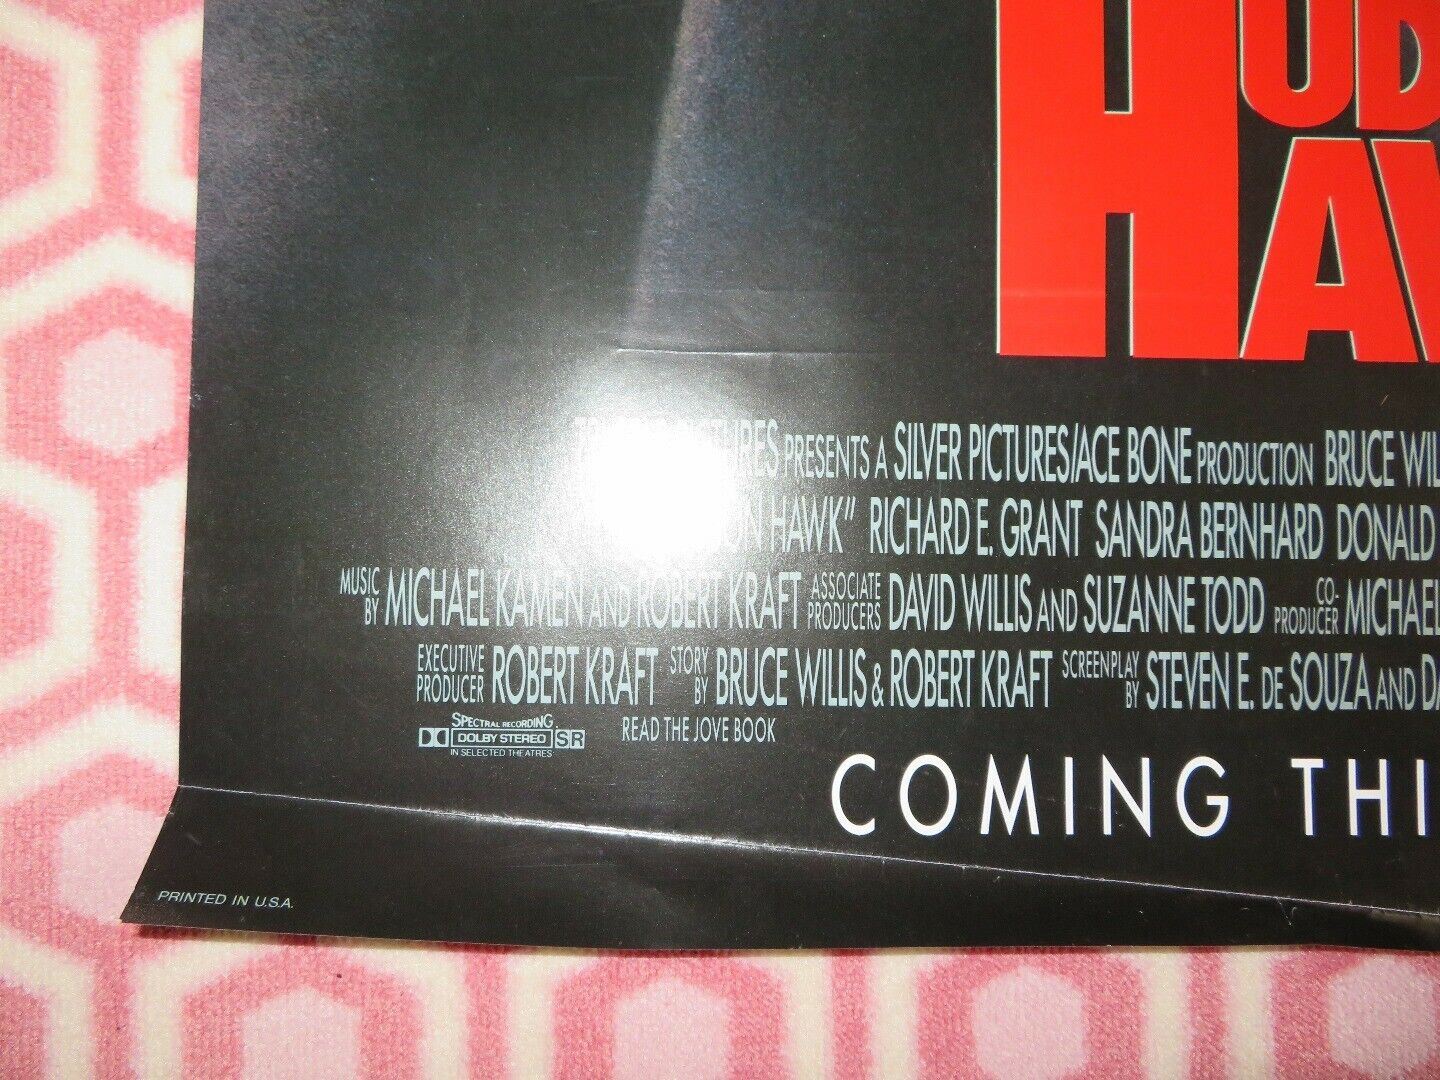 HUD
HAW
PRESENTS A SILVER PICTURES/ACE BONE PRODUCTION BRUCE WIL
HAWK" RICHARD E. GRANT SANDRA BERNHARD DONALD
MUSIC BY MICHAEL KAMEN AND ROBERT KRAFT ASSOCIATE PRODUCERS DAVID WILLIS AND SUZANNE TODD CO-PRODUCER MICHAEL
EXECUTIVE PRODUCER ROBERT KRAFT STORY BY BRUCE WILLIS & ROBERT KRAFT SCREENPLAY BY STEVEN E. DE SOUZA AND DA
SPECTRAL RECORDING
DOLBY STEREO SR
IN SELECTED THEATRES
READ THE JOVE BOOK
COMING THI
PRINTED IN U.S.A.